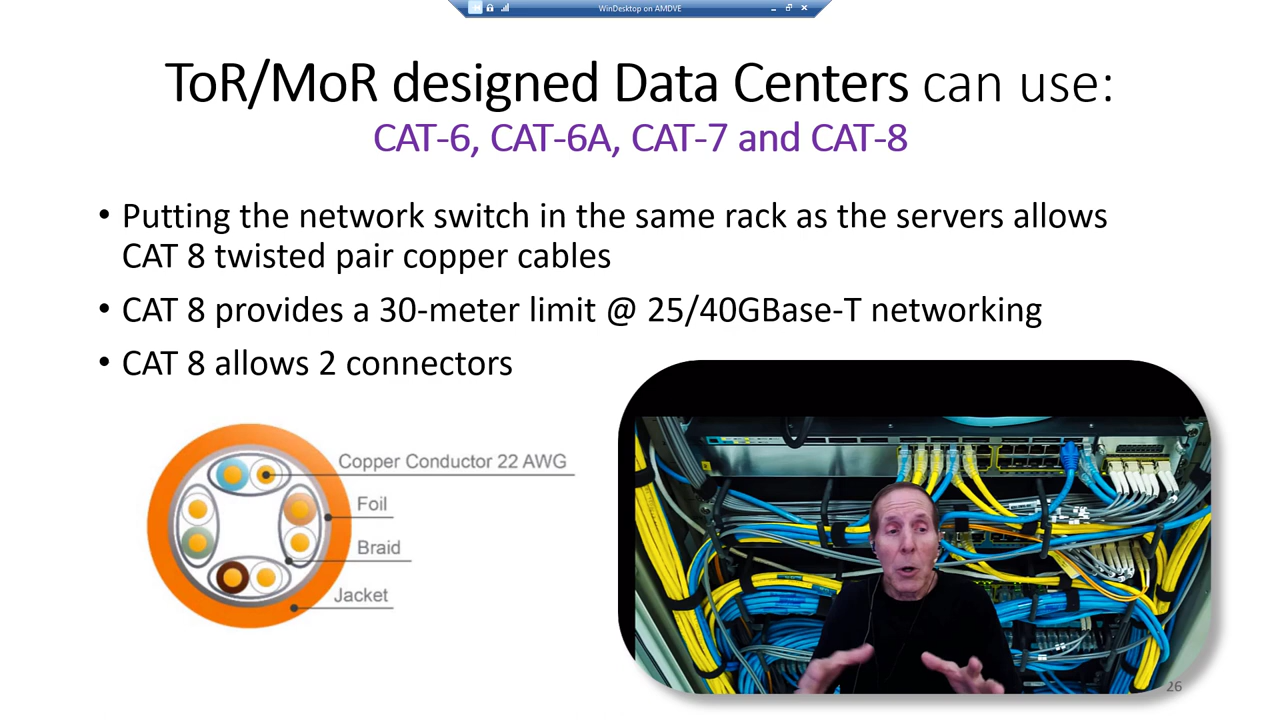 WinDesktop on AMDVE
ToR/MoR designed Data Centers can use:
CAT-6, CAT-6A, CAT-7 and CAT-8
• Putting the network switch in the same rack as the servers allows
CAT 8 twisted pair copper cables
• CAT 8 provides a 30-meter limit @ 25/40GBase-T networking
• CAT 8 allows 2 connectors
Copper Conductor 22 AWG
Foil
Braid
Jacket
26